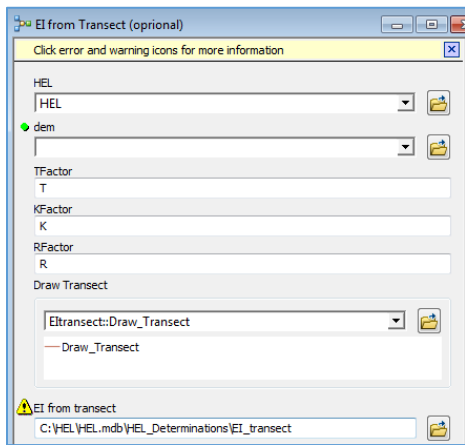 EI from Transect (oprional)
Click error and warning icons for more information
HEL
HEL
dem
TFactor
T
KFactor
K
RFactor
R
Draw Transect
EItransect::Draw_Transect
Draw_Transect
EI from transect
C:\HEL\HEL.mdb\HEL_Determinations\EI_transect